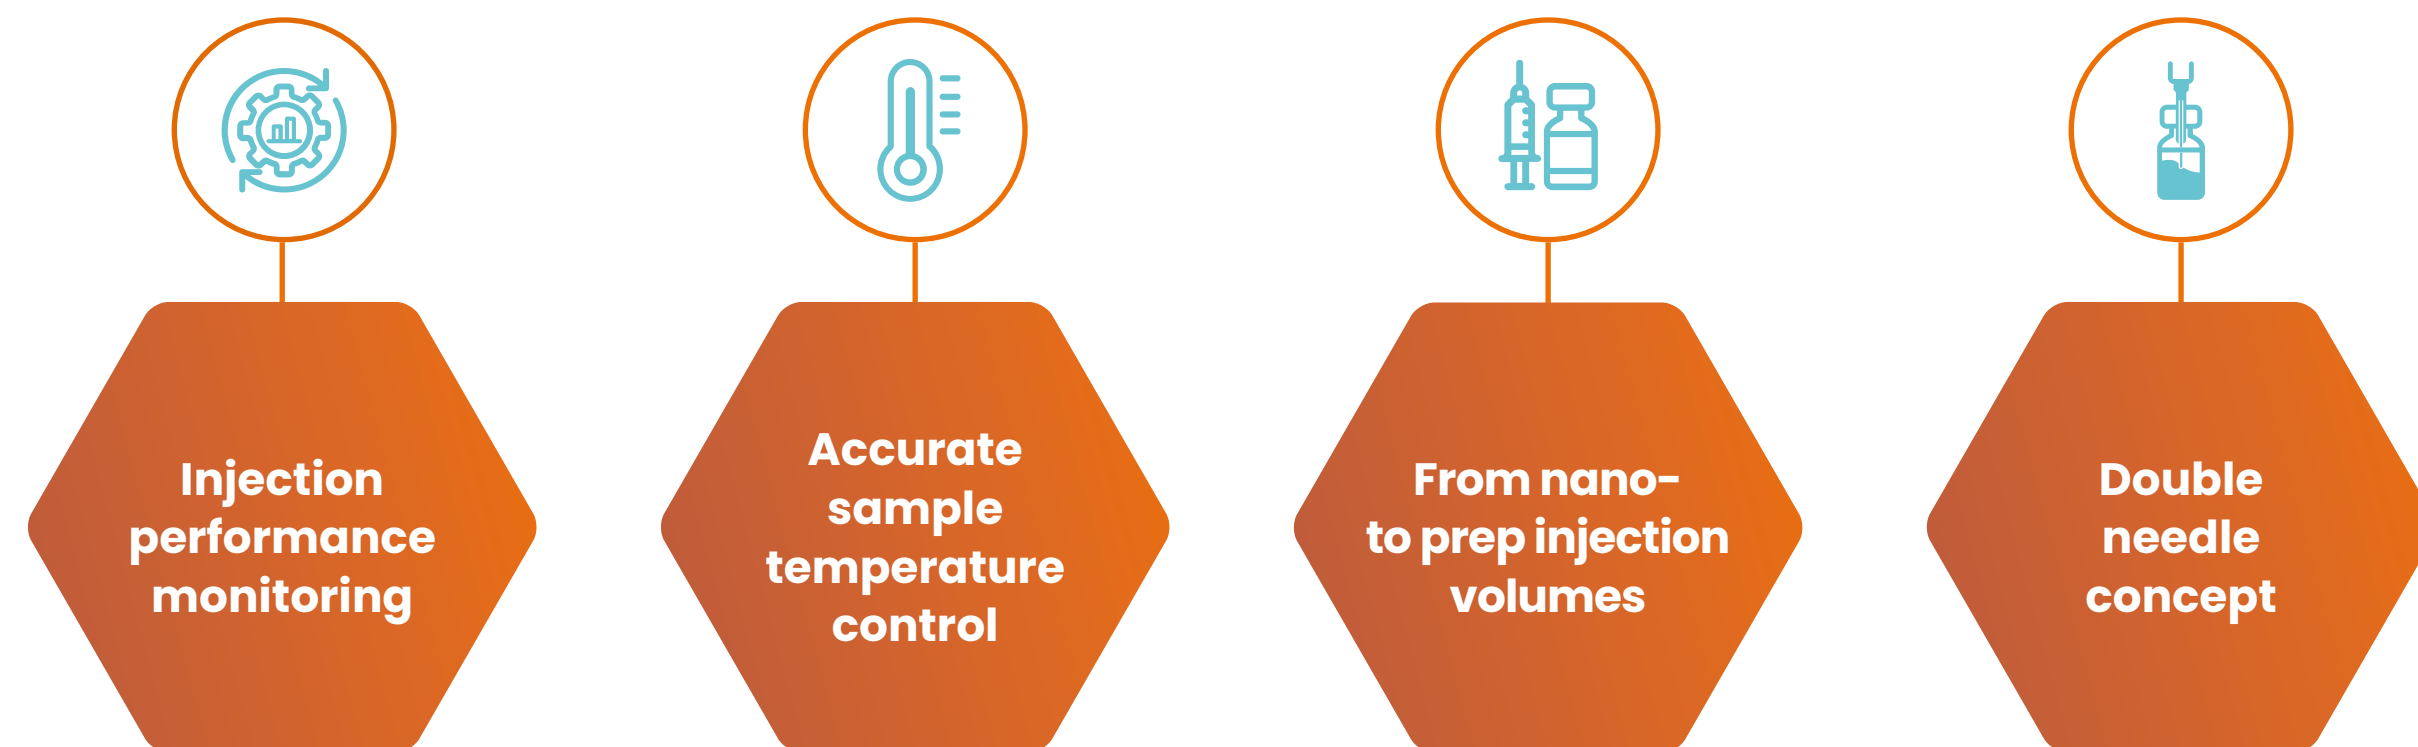 Injection
performance
monitoring
Accurate
sample
temperature
control
From nano-
to prep injection
volumes
Double
needle
concept